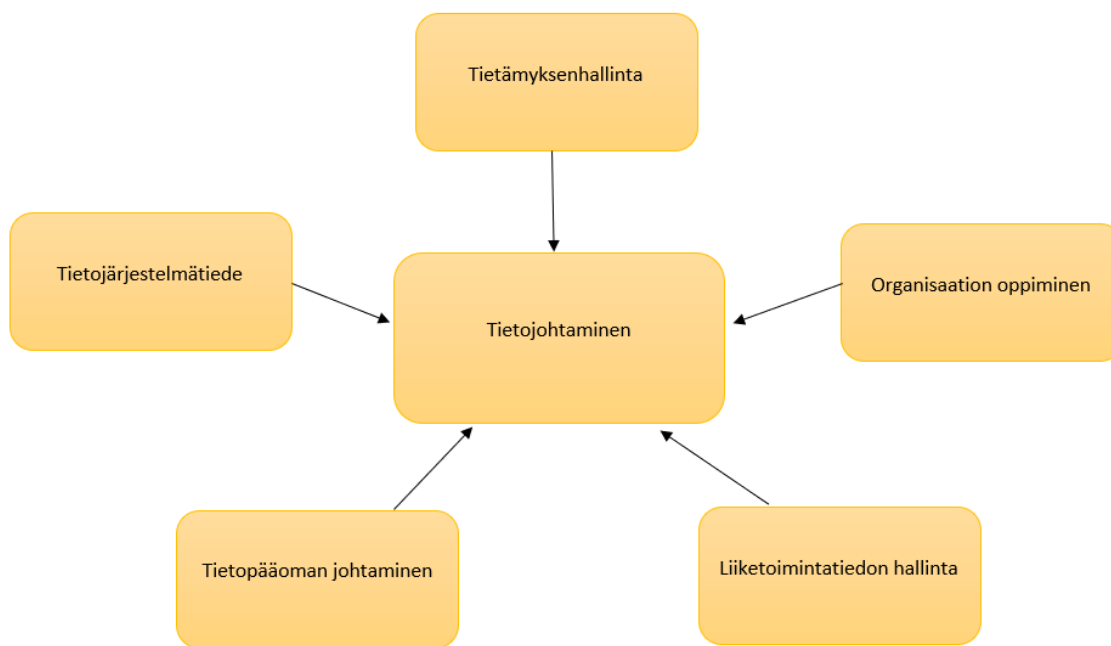 Tietämyksenhallinta
Tietojärjestelmätiede
Organisaation oppiminen
Tietojohtaminen
Tietopääoman johtaminen
Liiketoimintatiedon hallinta